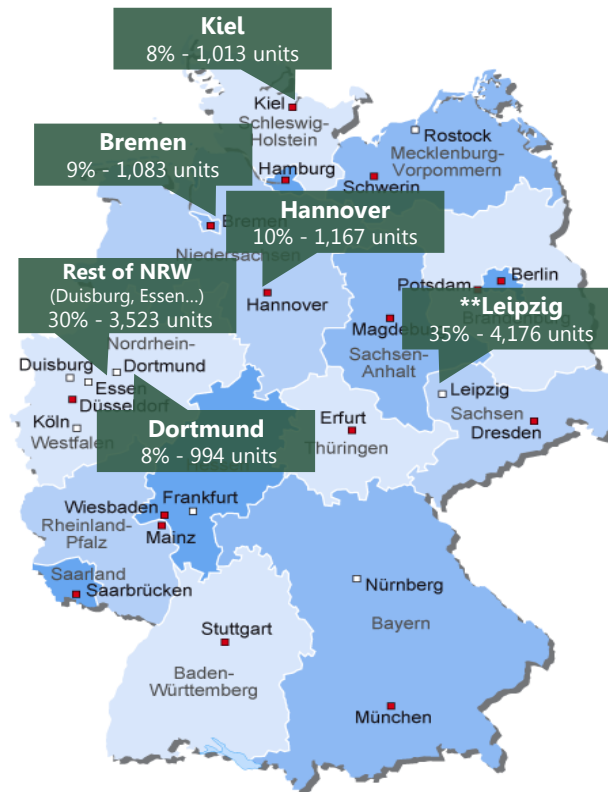 Kiel
8% - 1,013 units
Kiel
Schleswig-
Holstein
Rostock
Mecklenburg-
Vorpommern
Bremen
9% - 1,083 units
Hamburg
Schwerin
Bremen
Niedersachsen
Hannover
10% - 1,167 units
Hannover
Rest of NRW
(Duisburg, Essen...)
30% - 3,523 units
Potsdam
Berlin
**Leipzig
35% - 4,176 units
Magdebu
Sachsen-
Anhalt
Nordrhein-
Duisburg
Dortmund
Essen
Düsseldorf
Köln
Westfalen
Leipzig
Sachsen
Dresden
Dortmund
8% - 994 units
Erfurt
Thüringen
Frankfurt
Wiesbaden
Rheinland-
Pfalz
Mainz
Saarland
Saarbrücken
Nürnberg
Bayern
Stuttgart
Baden-
Württemberg
München